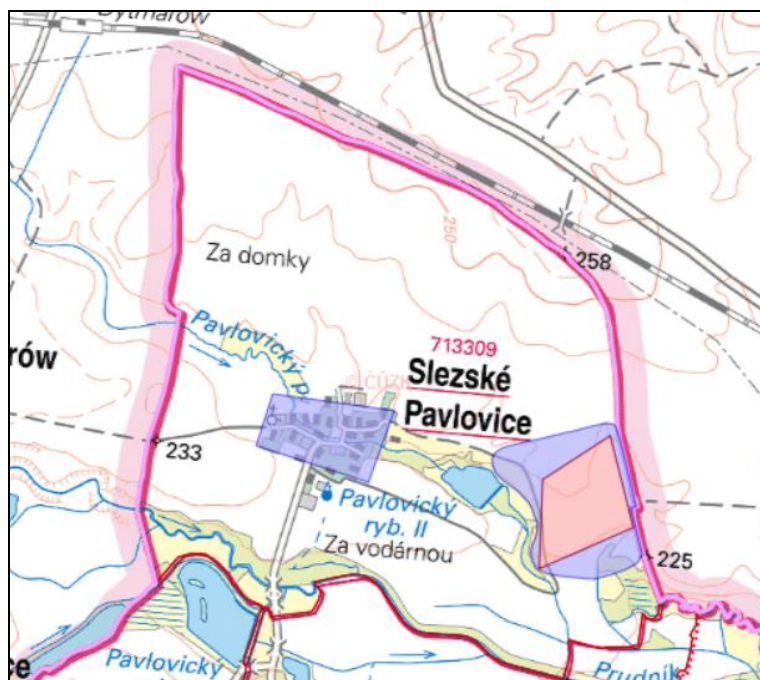 Dytmarów
258
250
Za domky
Pavlovický p.
713309
Slezské
Pavlovice
© ČÚZK
rów
233
Pavlovický
ryb. II
Za vodárnou
225
ce
Pavlovický
Prudník